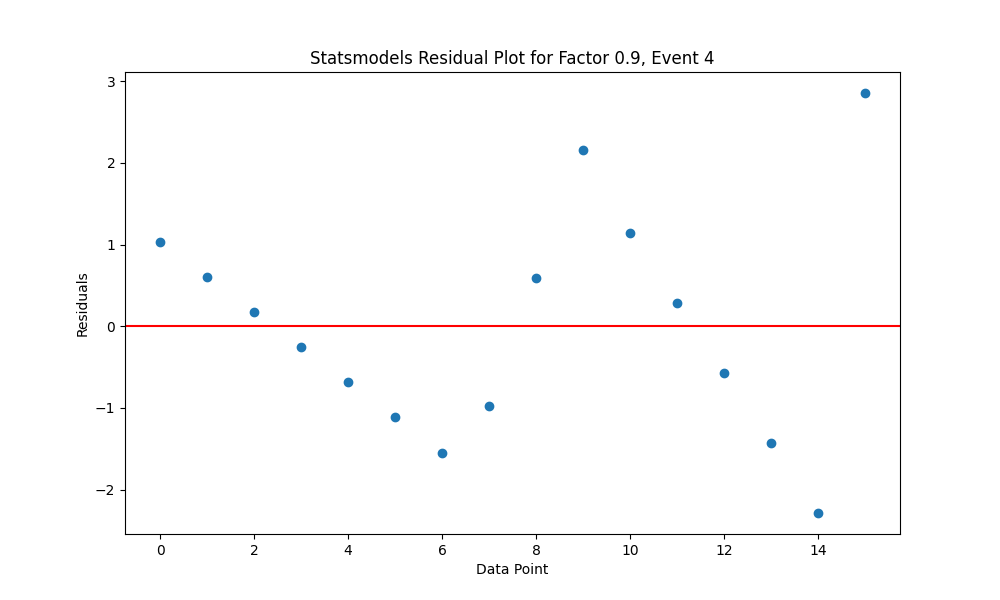 Statsmodels Residual Plot for Factor 0.9, Event 4
3
2
1
0
−1
−2
Residuals
0 2 4 6 8 10 12 14
Data Point